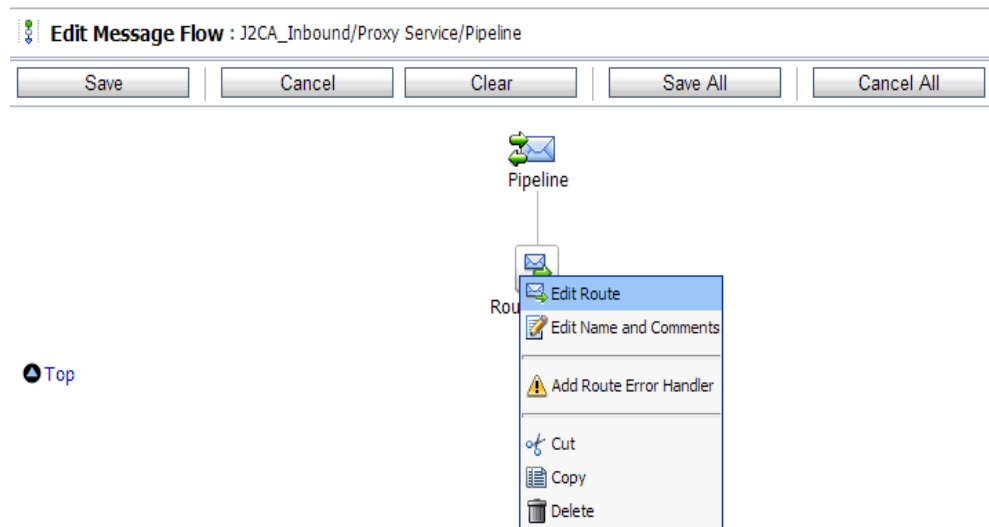 Edit Message Flow : J2CA_Inbound/Proxy Service/Pipeline
Save Cancel Clear Save All Cancel All
Pipeline
Rou
Edit Route
Edit Name and Comments
Add Route Error Handler
Top
Cut
Copy
Delete